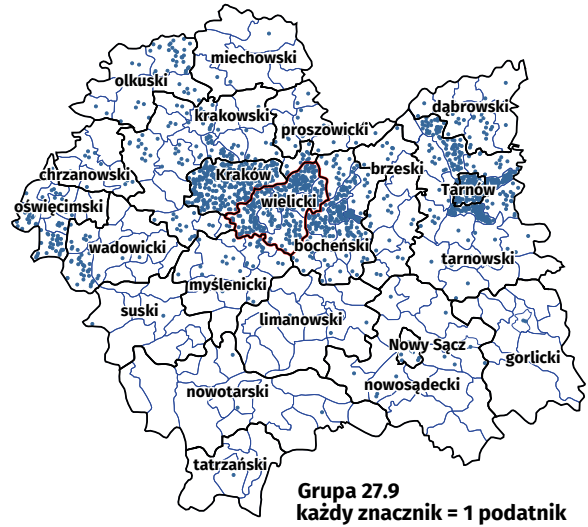 miechowski
olkuski
dąbrowski
krakowski
proszowicki
chrzanowski
Kraków
brzeski
Tarnów
oświęcimski
wielicki
wadowicki
bocheński
tarnowski
myślenicki
suski
limanowski
Nowy Sącz
gorlicki
nowotarski
nowosądecki
tatrzański
Grupa 27.9
każdy znacznik = 1 podatnik